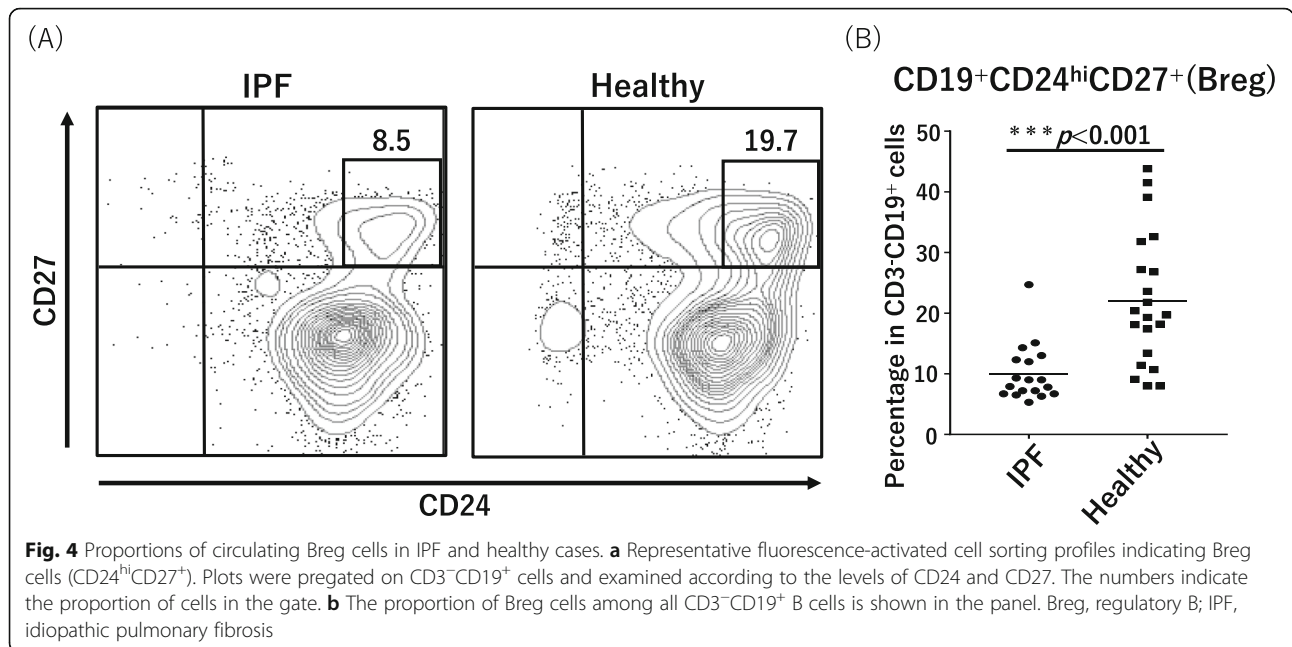 (A)
IPF
Healthy
8.5
19.7
CD27
CD24
(B)
CD19⁺CD24ʰⁱCD27⁺(Breg)
Percentage in CD3-CD19⁺ cells
50
40
30
20
10
0
***p<0.001
IPF
Healthy
Fig. 4 Proportions of circulating Breg cells in IPF and healthy cases. a Representative fluorescence-activated cell sorting profiles indicating Breg
cells (CD24ʰⁱCD27⁺). Plots were pregated on CD3⁻CD19⁺ cells and examined according to the levels of CD24 and CD27. The numbers indicate
the proportion of cells in the gate. b The proportion of Breg cells among all CD3⁻CD19⁺ B cells is shown in the panel. Breg, regulatory B; IPF,
idiopathic pulmonary fibrosis